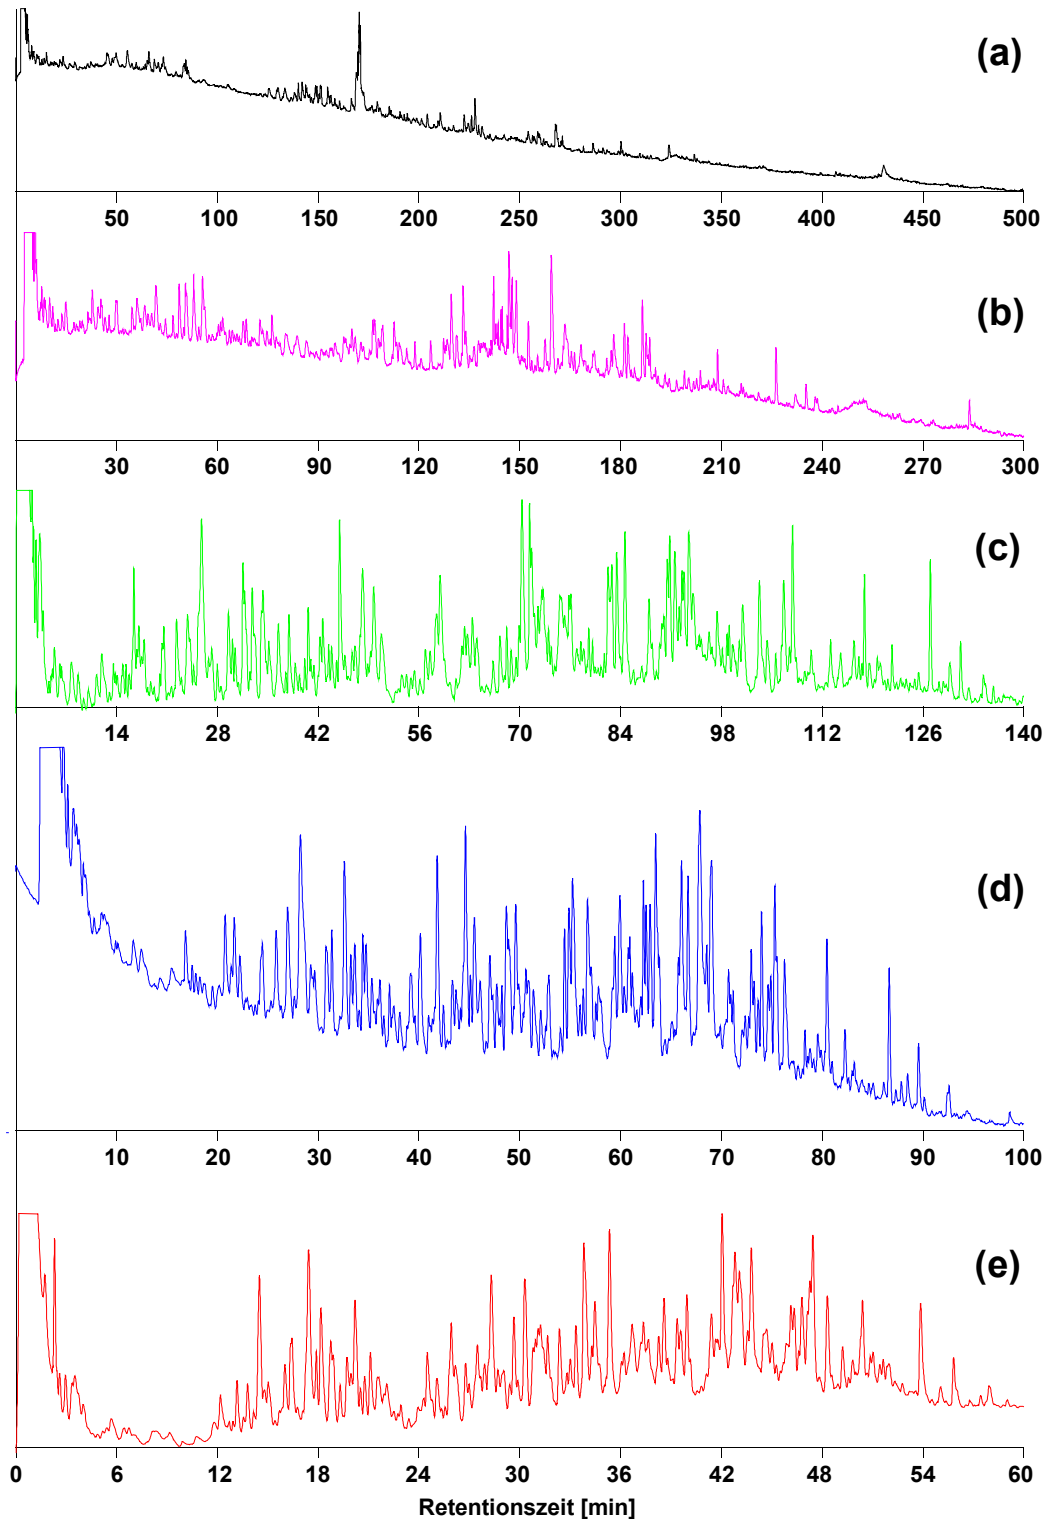 (a)
50 100 150 200 250 300 350 400 450 500
(b)
30 60 90 120 150 180 210 240 270 300
(c)
14 28 42 56 70 84 98 112 126 140
(d)
10 20 30 40 50 60 70 80 90 100
(e)
0 6 12 18 24 30 36 42 48 54 60
Retentionszeit [min]